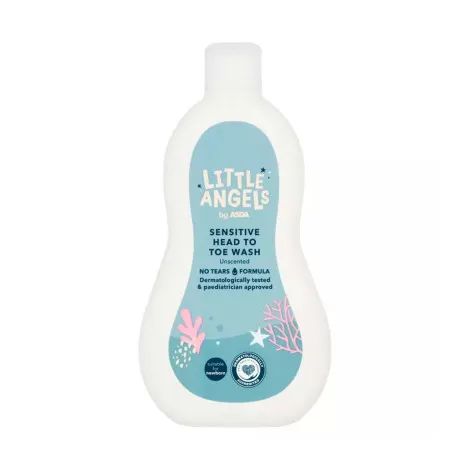 LITTLE
ANGELS
by ASDA
SENSITIVE
HEAD TO
TOE WASH
Unscented
NO TEARS FORMULA
Dermatologically tested
& paediatrician approved
suitable
for
newborn